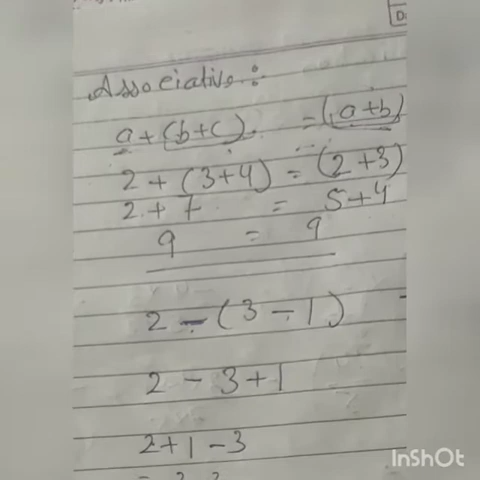 Associative :
a + (b+c) = (a+b)
2 + (3+4) = (2+3)
2 + 7 = 5+4
9 = 9
2 - (3 - 1) -
2 - 3 + 1
2 + 1 - 3
InShOt